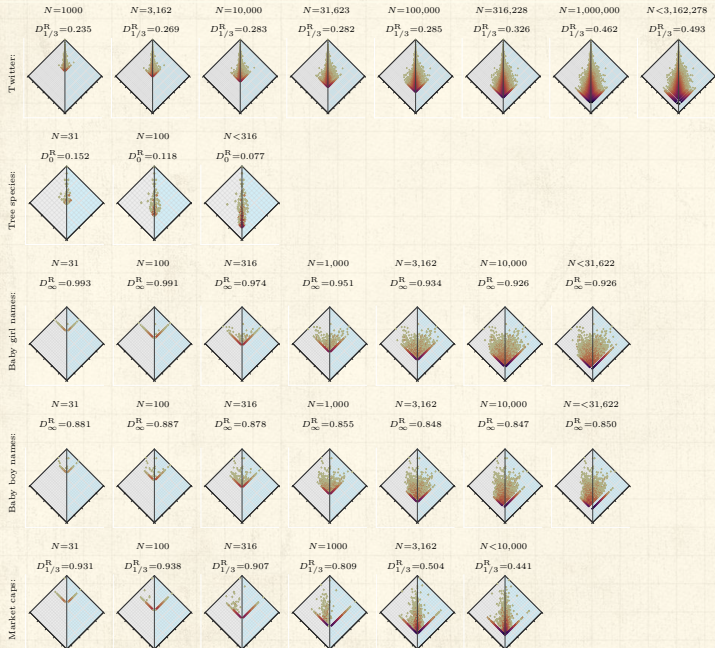 Twitter:
N=1000 N=3,162 N=10,000 N=31,623 N=100,000 N=316,228 N=1,000,000 N<3,162,278
D^R_{1/3}=0.235 D^R_{1/3}=0.269 D^R_{1/3}=0.283 D^R_{1/3}=0.282 D^R_{1/3}=0.285 D^R_{1/3}=0.326 D^R_{1/3}=0.462 D^R_{1/3}=0.493
Tree species:
N=31 N=100 N<316
D^R_0=0.152 D^R_0=0.118 D^R_0=0.077
Baby girl names:
N=31 N=100 N=316 N=1,000 N=3,162 N=10,000 N<31,622
D^R_∞=0.993 D^R_∞=0.991 D^R_∞=0.974 D^R_∞=0.951 D^R_∞=0.934 D^R_∞=0.926 D^R_∞=0.926
Baby boy names:
N=31 N=100 N=316 N=1,000 N=3,162 N=10,000 N=<31,622
D^R_∞=0.881 D^R_∞=0.887 D^R_∞=0.878 D^R_∞=0.855 D^R_∞=0.848 D^R_∞=0.847 D^R_∞=0.850
Market caps:
N=31 N=100 N=316 N=1000 N=3,162 N<10,000
D^R_{1/3}=0.931 D^R_{1/3}=0.938 D^R_{1/3}=0.907 D^R_{1/3}=0.809 D^R_{1/3}=0.504 D^R_{1/3}=0.441